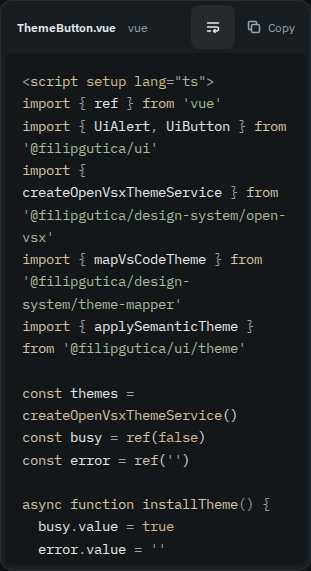 ThemeButton.vue vue Copy
<script setup lang="ts">
import { ref } from 'vue'
import { UiAlert, UiButton } from
'@filipgutica/ui'
import {
createOpenVsxThemeService } from
'@filipgutica/design-system/open-
vsx'
import { mapVsCodeTheme } from
'@filipgutica/design-
system/theme-mapper'
import { applySemanticTheme }
from '@filipgutica/ui/theme'

const themes =
createOpenVsxThemeService()
const busy = ref(false)
const error = ref('')

async function installTheme() {
  busy.value = true
  error.value = ''